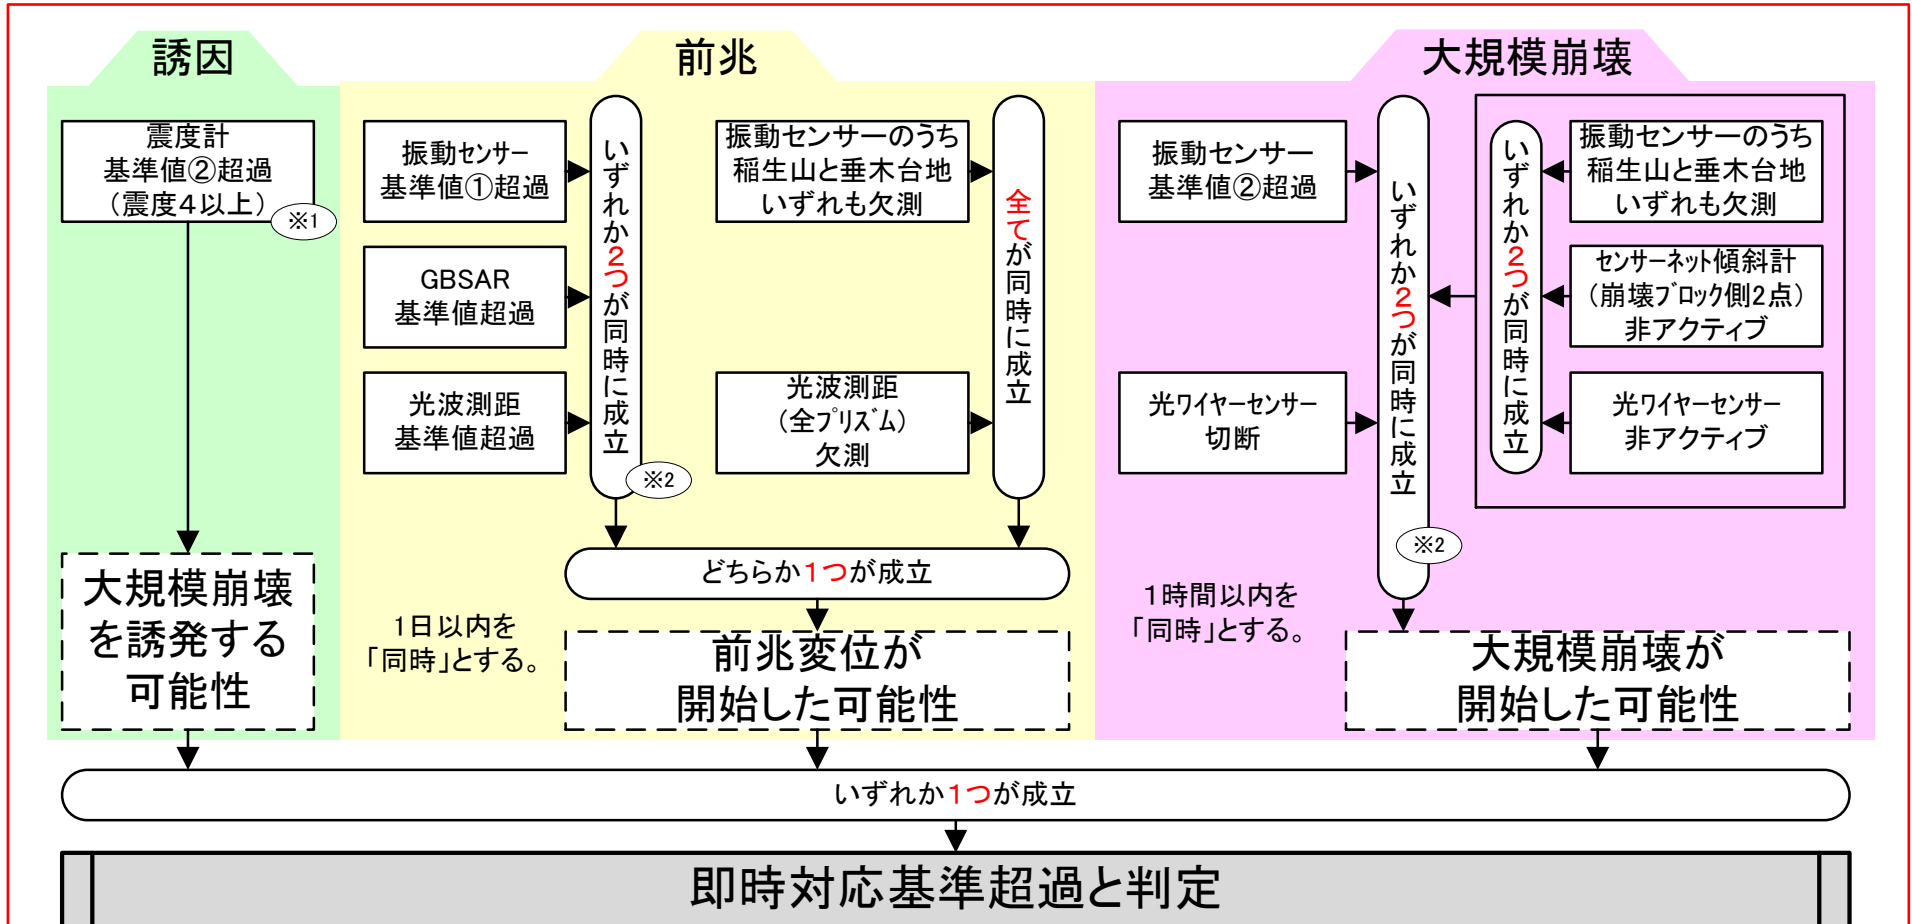 誘因
震度計
基準値②超過
（震度４以上）
※1
大規模崩壊
を誘発する
可能性
前兆
振動センサー
基準値①超過
GBSAR
基準値超過
光波測距
基準値超過
いずれか２つが同時に成立
※2
振動センサーのうち
稲生山と垂木台地
いずれも欠測
光波測距
（全プリズム）
欠測
全てが同時に成立
どちらか１つが成立
1日以内を
「同時」とする。
前兆変位が
開始した可能性
大規模崩壊
振動センサー
基準値②超過
光ワイヤーセンサー
切断
いずれか２つが同時に成立
※2
いずれか２つが同時に成立
振動センサーのうち
稲生山と垂木台地
いずれも欠測
センサーネット傾斜計
（崩壊ブロック側2点）
非アクティブ
光ワイヤーセンサー
非アクティブ
1時間以内を
「同時」とする。
大規模崩壊が
開始した可能性
いずれか１つが成立
即時対応基準超過と判定